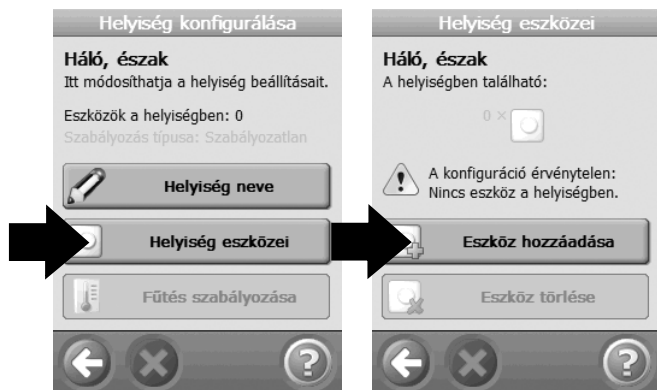 Helyiség konfigurálása
Háló, észak
Itt módosíthatja a helyiség beállításait.
Eszközök a helyiségben: 0
Szabályozás típusa: Szabályozatlan
Helyiség neve
Helyiség eszközei
Fűtés szabályozása
?
Helyiség eszközei
Háló, észak
A helyiségben található:
0 ×
A konfiguráció érvénytelen:
Nincs eszköz a helyiségben.
Eszköz hozzáadása
Eszköz törlése
?